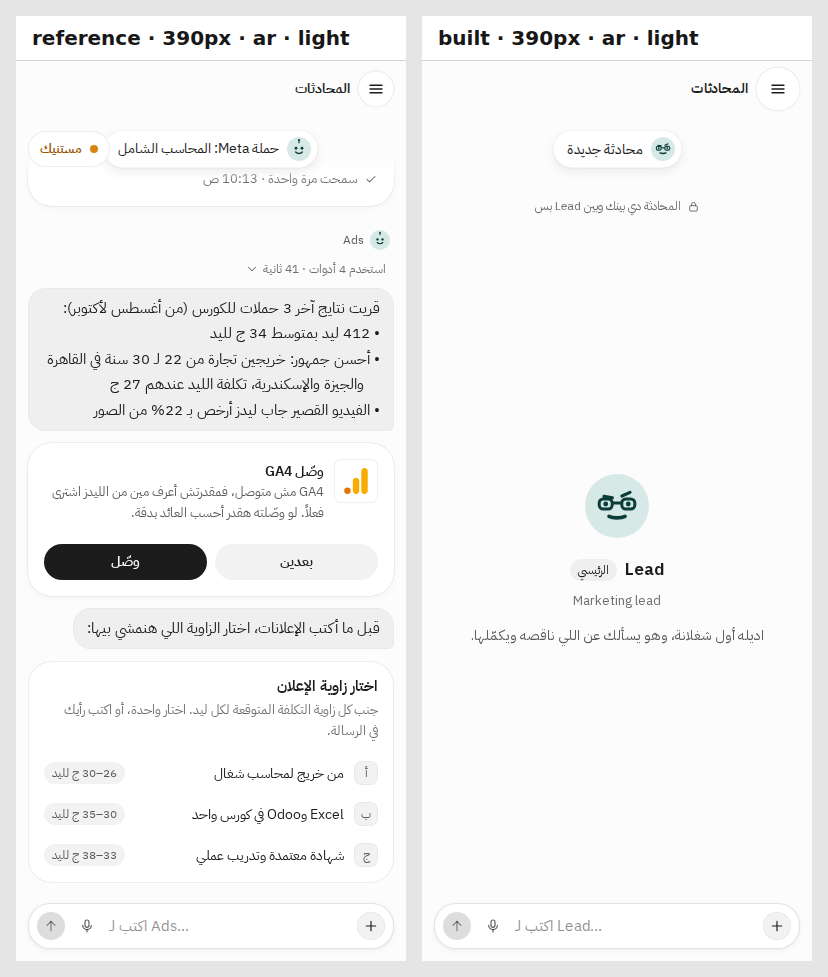 reference · 390px · ar · light
المحادثات
حملة Meta: المحاسب الشامل
مستنيك
سمحت مرة واحدة · 10:13 ص
Ads
استخدم 4 أدوات · 41 ثانية
قريت نتايج آخر 3 حملات للكورس (من أغسطس لأكتوبر):
• 412 ليد بمتوسط 34 ج لليد
• أحسن جمهور: خريجين تجارة من 22 لـ 30 سنة في القاهرة
والجيزة والإسكندرية، تكلفة الليد عندهم 27 ج
• الفيديو القصير جاب ليدز أرخص بـ 22% من الصور
وصّل GA4
GA4 مش متوصل، فمقدرتش أعرف مين من الليدز اشترى
فعلاً. لو وصّلته هقدر أحسب العائد بدقة.
بعدين
وصّل
قبل ما أكتب الإعلانات، اختار الزاوية اللي هنمشي بيها:
اختار زاوية الإعلان
جنب كل زاوية التكلفة المتوقعة لكل ليد. اختار واحدة، أو اكتب رأيك
في الرسالة.
أ من خريج لمحاسب شغال 26–30 ج لليد
ب Excel وOdoo في كورس واحد 30–35 ج لليد
ج شهادة معتمدة وتدريب عملي 33–38 ج لليد
اكتب لـ Ads...
built · 390px · ar · light
المحادثات
محادثة جديدة
المحادثة دي بينك وبين Lead بس
Lead الرئيسي
Marketing lead
اديله أول شغلانة، وهو يسألك عن اللي ناقصه ويكمّلها.
اكتب لـ Lead...